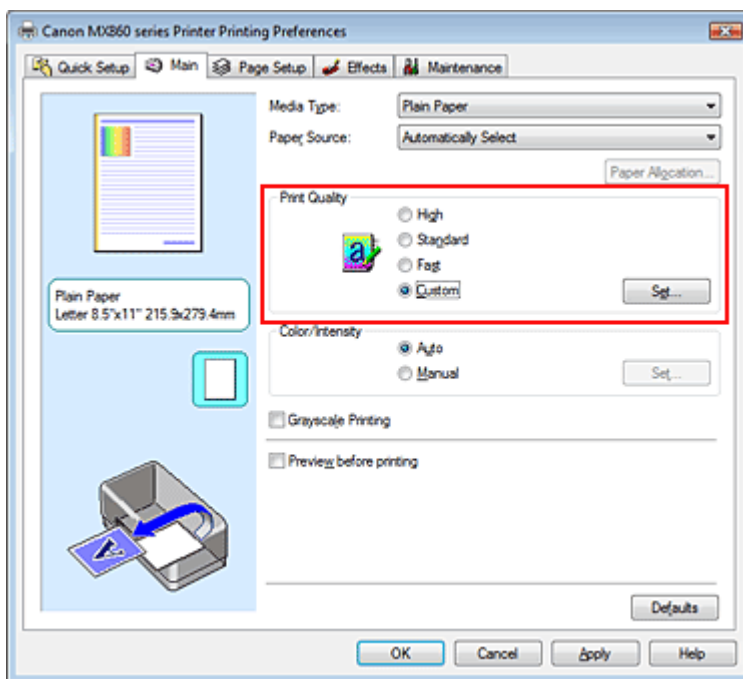 Canon MX860 series Printer Printing Preferences
Quick Setup Main Page Setup Effects Maintenance
Media Type: Plain Paper
Paper Source: Automatically Select
Paper Allocation...
Print Quality
High
a Standard
Fast
Custom Set...
Plain Paper
Letter 8.5"x11" 215.9x279.4mm
Color/Intensity
Auto
Manual Set...
Grayscale Printing
Preview before printing
A
Defaults
OK Cancel Apply Help